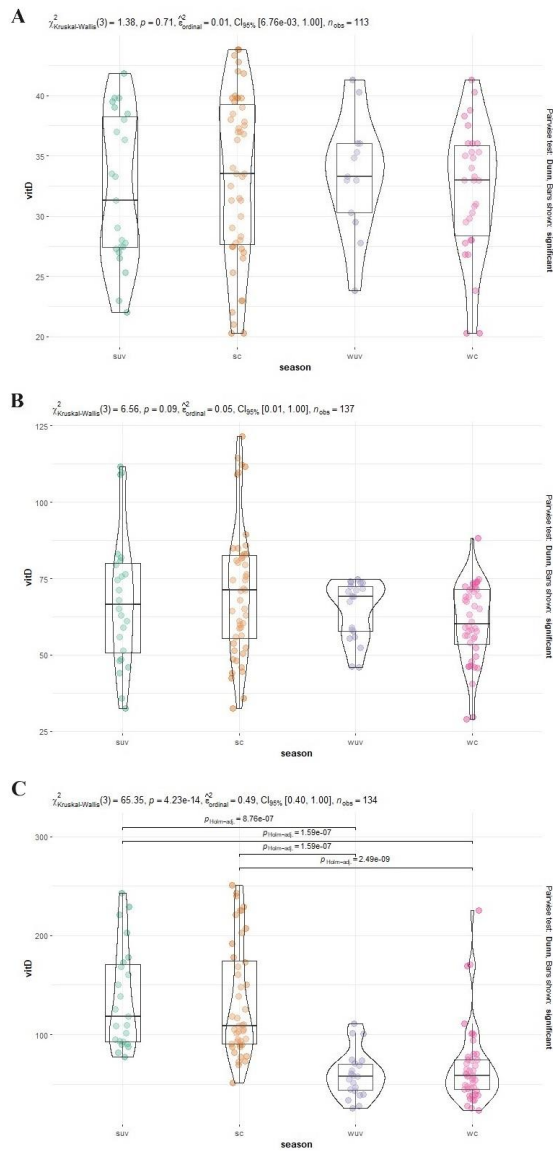 A
χ²Kruskal-Wallis(3) = 1.38, p = 0.71, ε̂²ordinal = 0.01, CI95% [6.76e-03, 1.00], nobs = 113
40
35
30
25
20
vitD
suv sc wuv wc
season
Pairwise test: Dunn, Bars shown: significant
B
χ²Kruskal-Wallis(3) = 6.56, p = 0.09, ε̂²ordinal = 0.05, CI95% [0.01, 1.00], nobs = 137
125
100
75
50
25
vitD
suv sc wuv wc
season
Pairwise test: Dunn, Bars shown: significant
C
χ²Kruskal-Wallis(3) = 65.35, p = 4.23e-14, ε̂²ordinal = 0.49, CI95% [0.40, 1.00], nobs = 134
pHolm-adj. = 8.76e-07
pHolm-adj. = 1.59e-07
pHolm-adj. = 1.59e-07
pHolm-adj. = 2.49e-09
300
200
100
vitD
suv sc wuv wc
season
Pairwise test: Dunn, Bars shown: significant